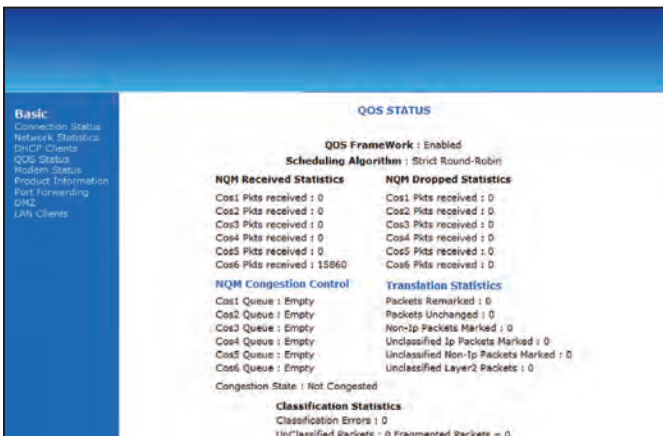 Basic
Connection Status
Network Statistics
DHCP Clients
QOS Status
Modem Status
Product Information
Port Forwarding
DMZ
LAN Clients
QOS STATUS
QOS FrameWork : Enabled
Scheduling Algorithm : Strict Round-Robin
NQM Received Statistics
Cos1 Pkts received : 0
Cos2 Pkts received : 0
Cos3 Pkts received : 0
Cos4 Pkts received : 0
Cos5 Pkts received : 0
Cos6 Pkts received : 15860
NQM Dropped Statistics
Cos1 Pkts received : 0
Cos2 Pkts received : 0
Cos3 Pkts received : 0
Cos4 Pkts received : 0
Cos5 Pkts received : 0
Cos6 Pkts received : 0
NQM Congestion Control
Cos1 Queue : Empty
Cos2 Queue : Empty
Cos3 Queue : Empty
Cos4 Queue : Empty
Cos5 Queue : Empty
Cos6 Queue : Empty
Translation Statistics
Packets Remarked : 0
Packets Unchanged : 0
Non-Ip Packets Marked : 0
Unclassified Ip Packets Marked : 0
Unclassified Non-Ip Packets Marked : 0
Unclassified Layer2 Packets : 0
Congestion State : Not Congested
Classification Statistics
Classification Errors : 0
UnClassified Packets : 0 Fragmented Packets = 0